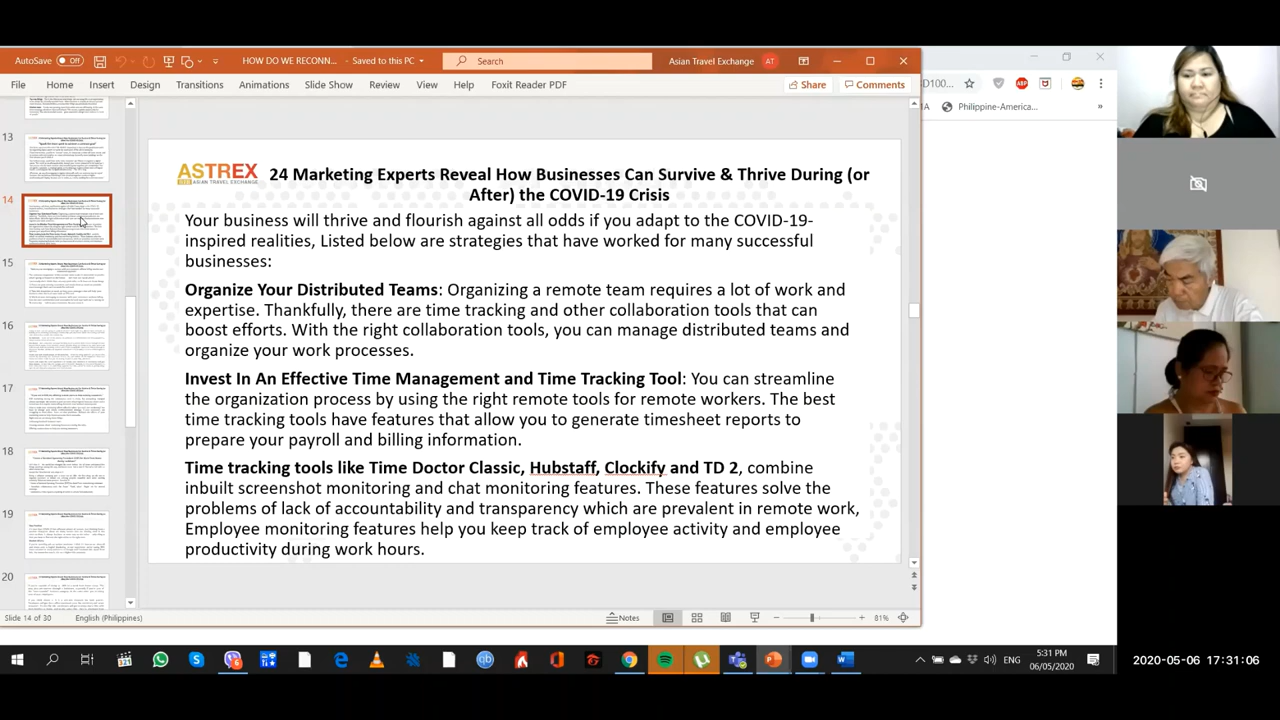 AutoSave Off
HOW DO WE RECONN... - Saved to this PC
Search
Asian Travel Exchange AT
File Home Insert Design Transitions Animations Slide Show Review View Help Foxit Reader PDF Share Comments
D100...
Philippine-America...
13
14
15
16
17
18
19
20
ASTREX
ASIAN TRAVEL EXCHANGE
24 Marketing Experts Reveal How Businesses Can Survive & Thrive During (or
After) the COVID-19 Crisis
Your business will thrive and flourish against all odds if you adapt to the COVID-19-
inspired realities, Listed below are strategies that have worked for many successful
businesses:
Organize Your Distributed Teams: Organizing a remote team requires a lot of work and
expertise. Thankfully, there are time tracking and other collaboration tools that can
boost efforts. With the right collaboration tools, you can manage distributed teams and
organize your work processes.
Invest In An Effective Time Management and Time Tracking Tool: You can streamline
the organization process by using the right remote tools for remote workers. The best
time tracking tools have features that allow you to generate timesheet reports to
prepare your payroll and billing information.
Time tracking tools like Time Doctor Classic, Hubstaff, Clockify and TD 2, combine
intuitive screenshot monitoring and chat monitoring features. These features solve the
problems of lack of accountability and transparency which are prevalent in remote work,
Employee monitoring features help you keep track of employee activity and employee
productivity during work hours.
Slide 14 of 30 English (Philippines) Notes 81%
ENG
5:31 PM
06/05/2020
2020-05-06 17:31:06